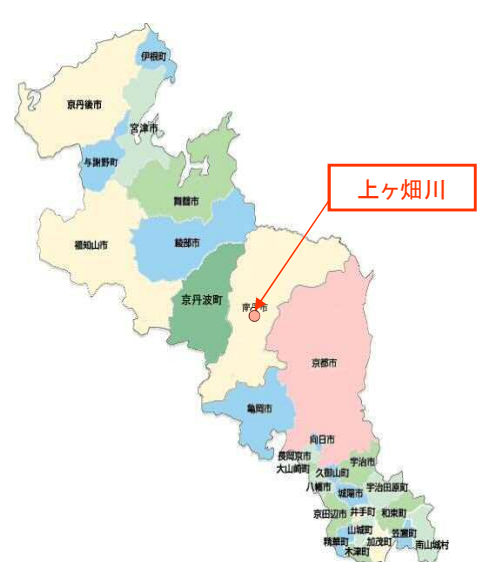 伊根町
京丹後市
宮津市
与謝野町
上ヶ畑川
舞鶴市
福知山市
綾部市
京丹波町
南丹市
京都市
亀岡市
向日市
長岡京市
宇治市
大山崎町
久御山町
八幡市
城陽市
宇治田原町
京田辺市
井手町
和束町
山城町
笠置町
精華町
加茂町
南山城村
木津町